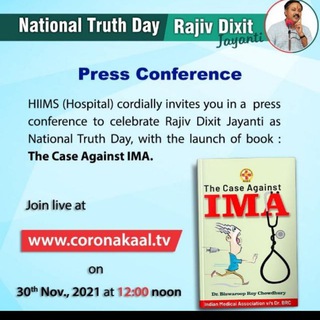 National Truth Day
Rajiv Dixit
Jayanti
Press Conference
HIIMS (Hospital) cordially invites you in a press
conference to celebrate Rajiv Dixit Jayanti as
National Truth Day, with the launch of book :
The Case Against IMA.
Join live at
www.coronakaal.tv
on
30th Nov., 2021 at 12:00 noon
The Case Against
IMA
Dr. Biswaroop Roy Chowdhury
Indian Medical Association v/s Dr. BRC